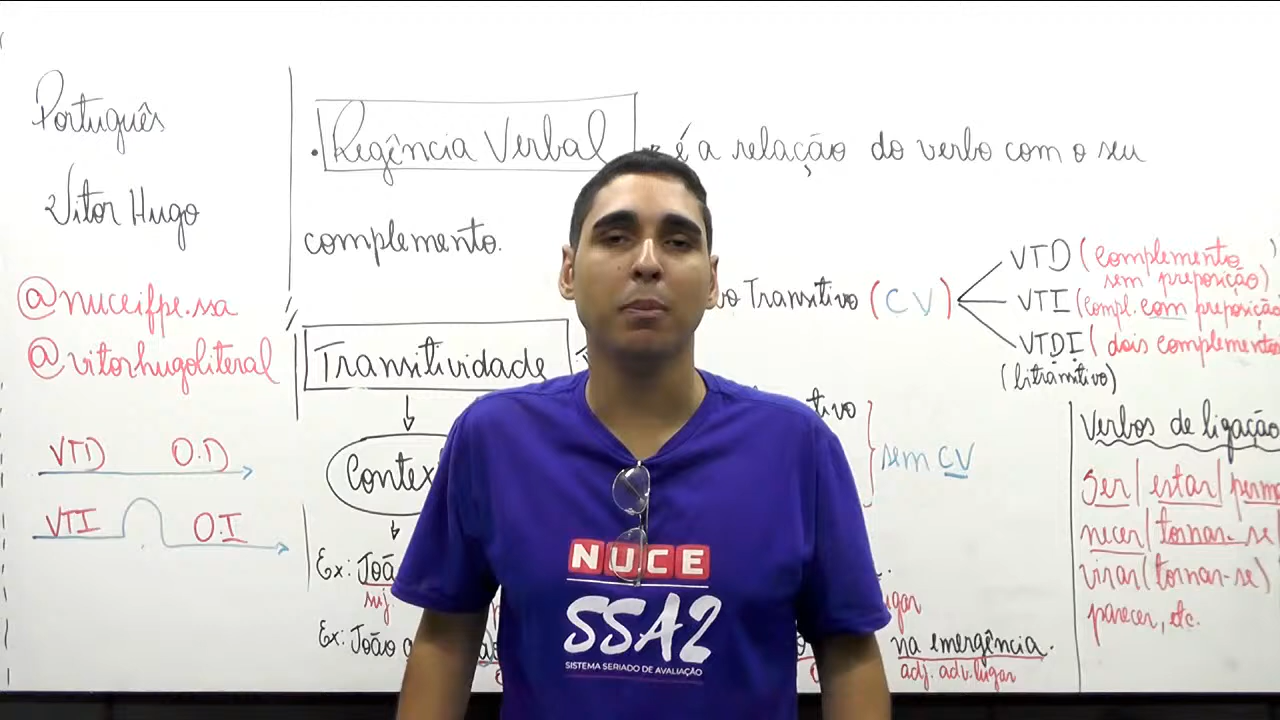 Português
Vitor Hugo
@nuceifpe.ssa
@vitorhugoliteral
VTD O.D
VTI O.I
• Regência Verbal → é a relação do verbo com o seu
complemento.
Transitividade
Transitivo (CV)
VTD (complemento
sem preposição)
VTI (compl. com preposição
VTDI (dois complementos
(bitransitivo)
sem CV
Ex: João
suj.
Ex: João
na emergência.
adj. adv. lugar
Verbos de ligação
Ser/estar/perma
necer/tornar-se
virar (tornar-se)
parecer, etc.
NUCE
SSA2
SISTEMA SERIADO DE AVALIAÇÃO